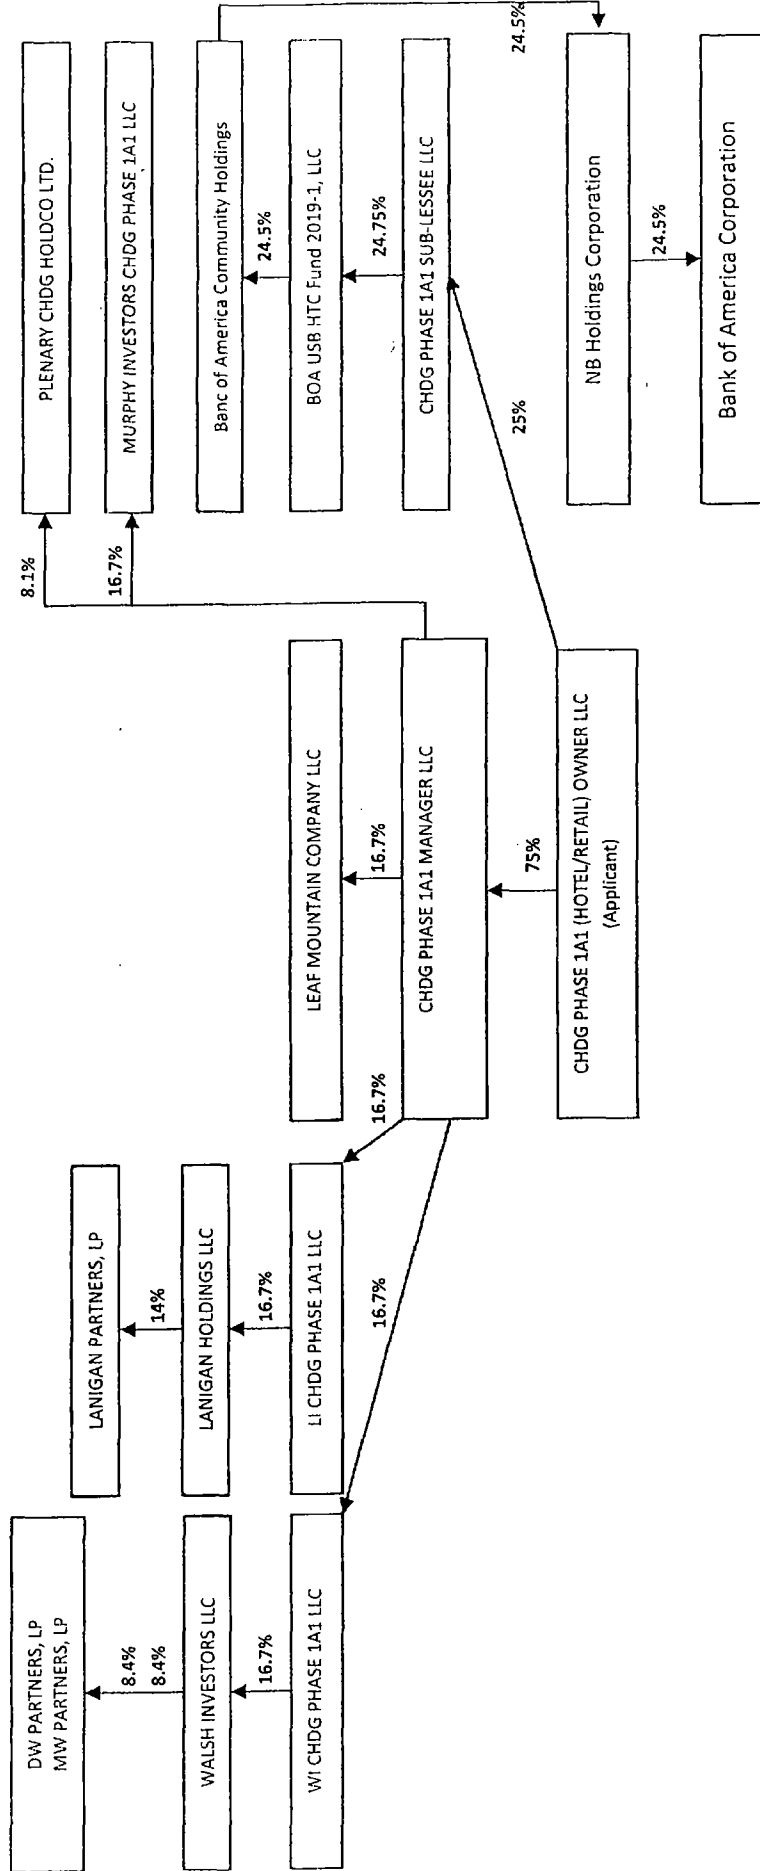 DW PARTNERS, LP
MW PARTNERS, LP
8.4%
8.4%
WALSH INVESTORS LLC
16.7%
WI CHDG PHASE 1A1 LLC
LANIGAN PARTNERS, LP
14%
LANIGAN HOLDINGS LLC
16.7%
LI CHDG PHASE 1A1 LLC
16.7%
16.7%
LEAF MOUNTAIN COMPANY LLC
16.7%
CHDG PHASE 1A1 MANAGER LLC
75%
CHDG PHASE 1A1 (HOTEL/RETAIL) OWNER LLC
(Applicant)
8.1%
16.7%
25%
PLENARY CHDG HOLDCO LTD.
MURPHY INVESTORS CHDG PHASE 1A1 LLC
Banc of America Community Holdings
24.5%
BOA USB HTC Fund 2019-1, LLC
24.75%
CHDG PHASE 1A1 SUB-LESSEE LLC
24.5%
NB Holdings Corporation
24.5%
Bank of America Corporation